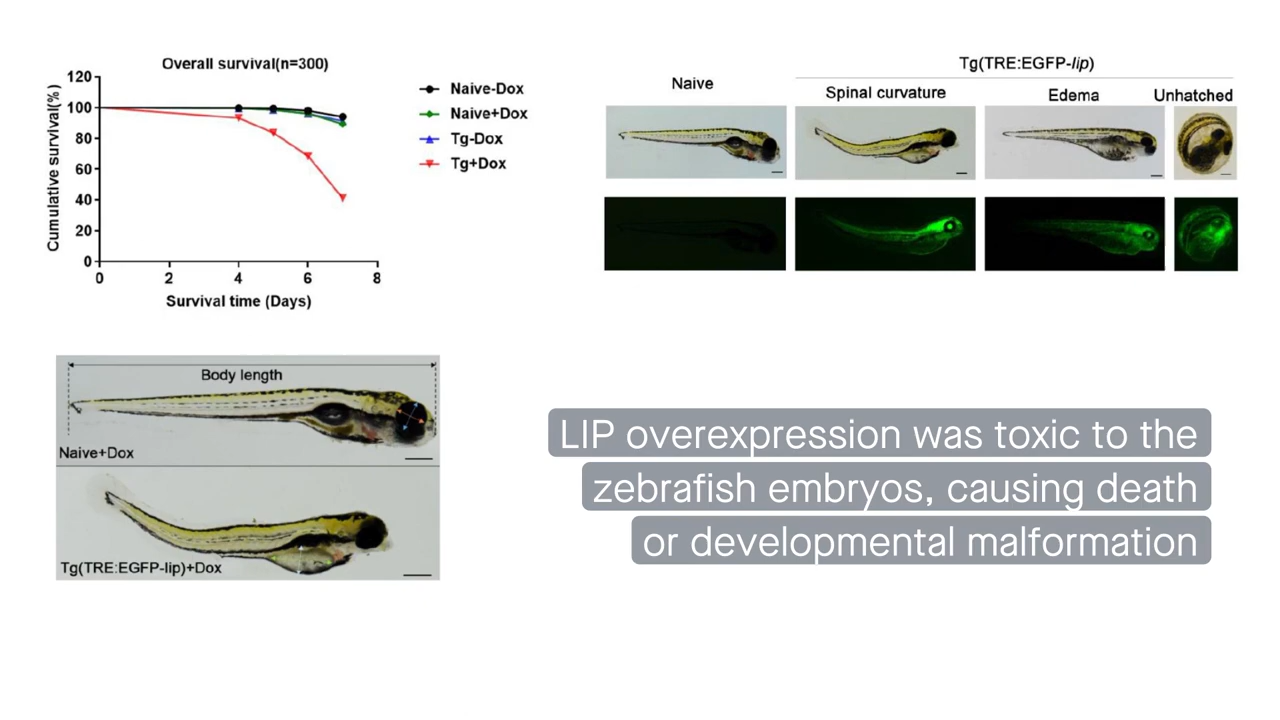 Overall survival(n=300)
Cumulative survival(%)
120
100
80
60
40
20
0
0 2 4 6 8
Survival time (Days)
Naive-Dox
Naive+Dox
Tg-Dox
Tg+Dox
Tg(TRE:EGFP-lip)
Naive
Spinal curvature
Edema
Unhatched
Body length
Naive+Dox
Tg(TRE:EGFP-lip)+Dox
LIP overexpression was toxic to the
zebrafish embryos, causing death
or developmental malformation